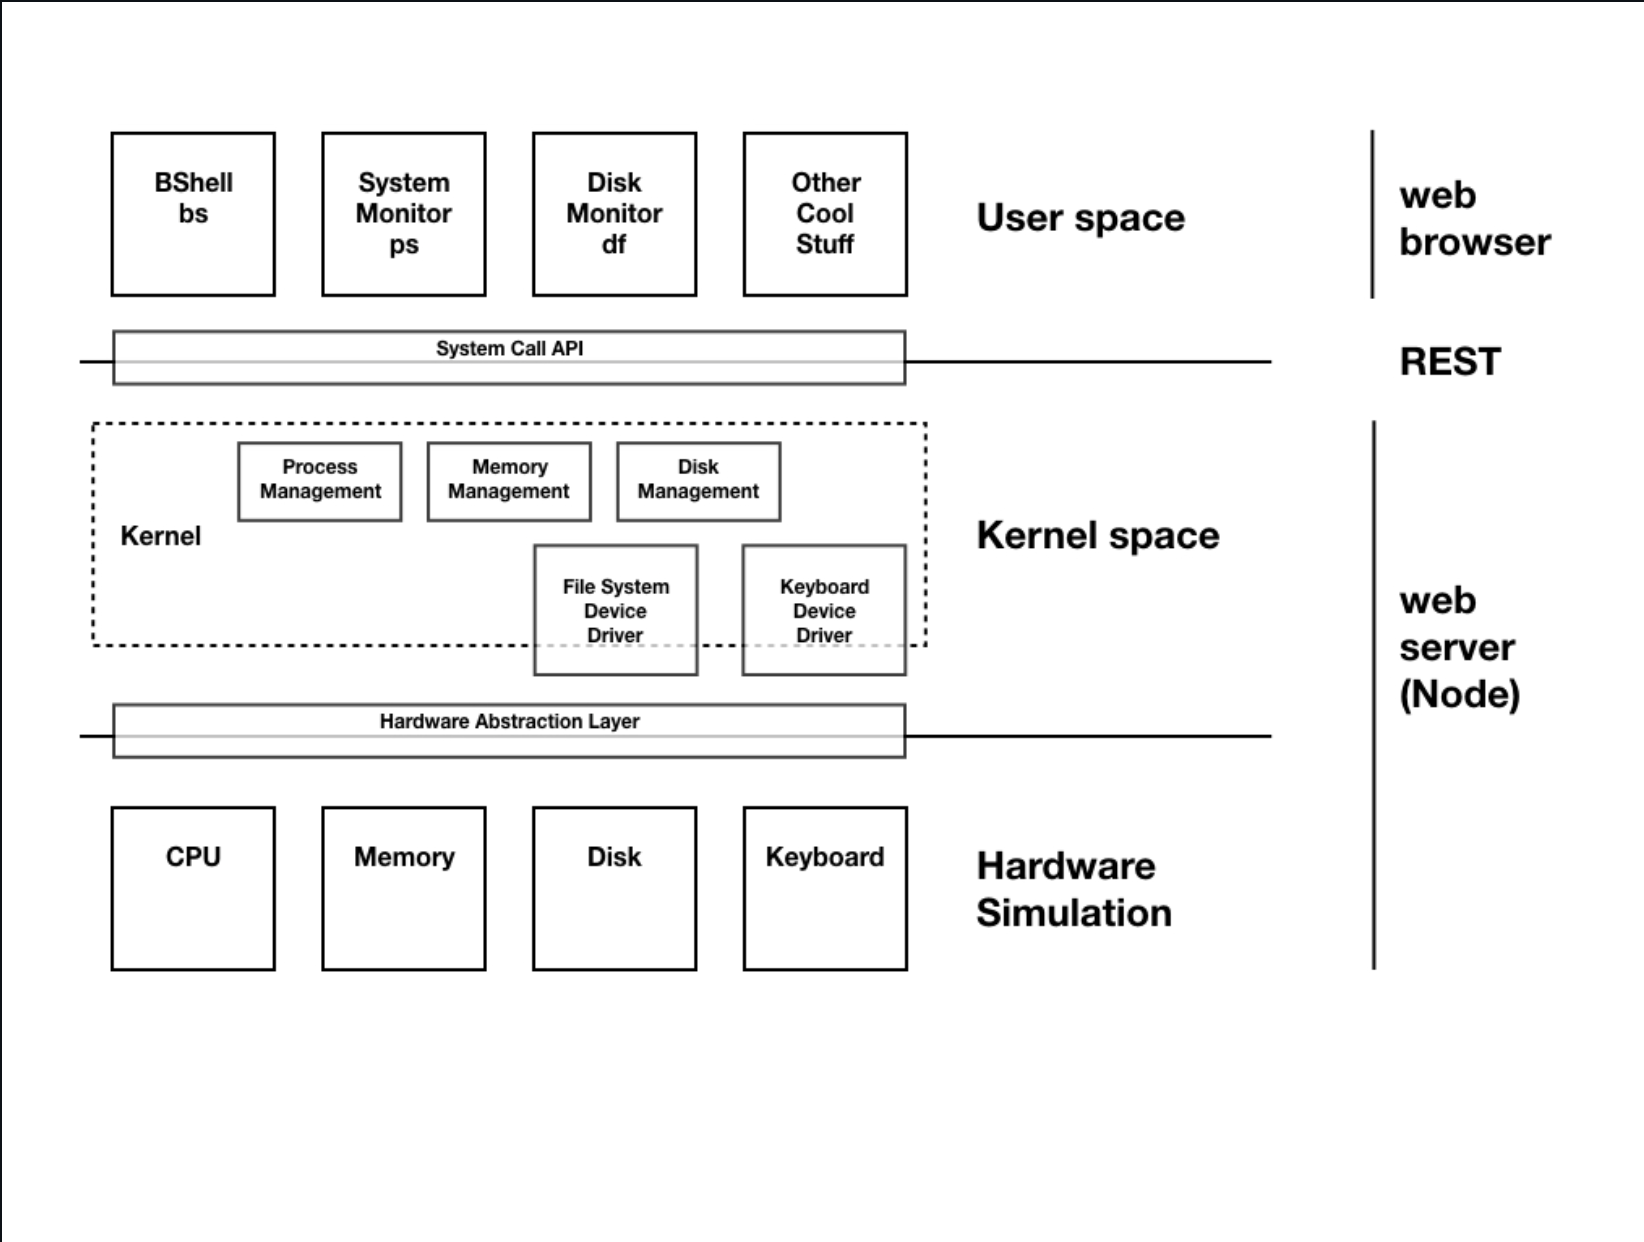 BShell
bs
System
Monitor
ps
Disk
Monitor
df
Other
Cool
Stuff
User space
web
browser
System Call API
REST
Process
Management
Memory
Management
Disk
Management
Kernel
File System
Device
Driver
Keyboard
Device
Driver
Kernel space
web
server
(Node)
Hardware Abstraction Layer
CPU
Memory
Disk
Keyboard
Hardware
Simulation